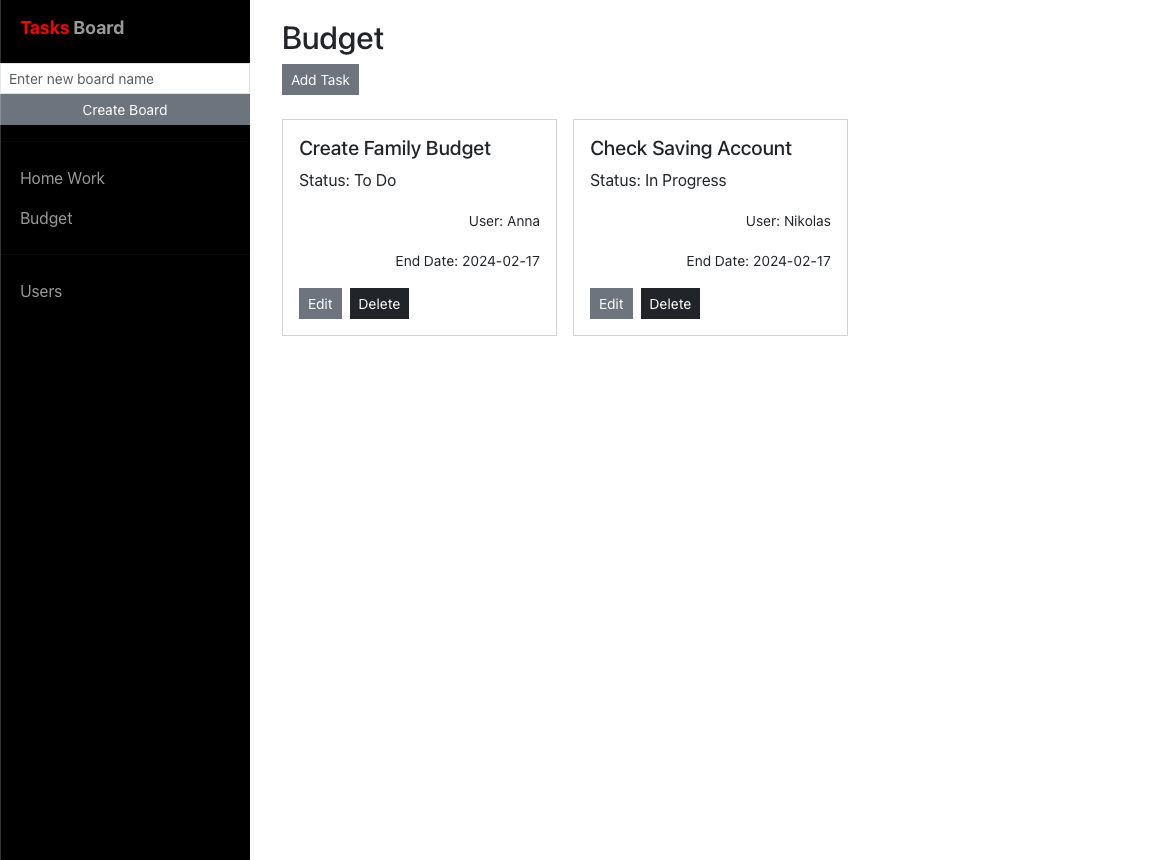 Tasks Board
Enter new board name
Create Board
Home Work
Budget
Users
Budget
Add Task
Create Family Budget
Status: To Do
User: Anna
End Date: 2024-02-17
Edit Delete
Check Saving Account
Status: In Progress
User: Nikolas
End Date: 2024-02-17
Edit Delete